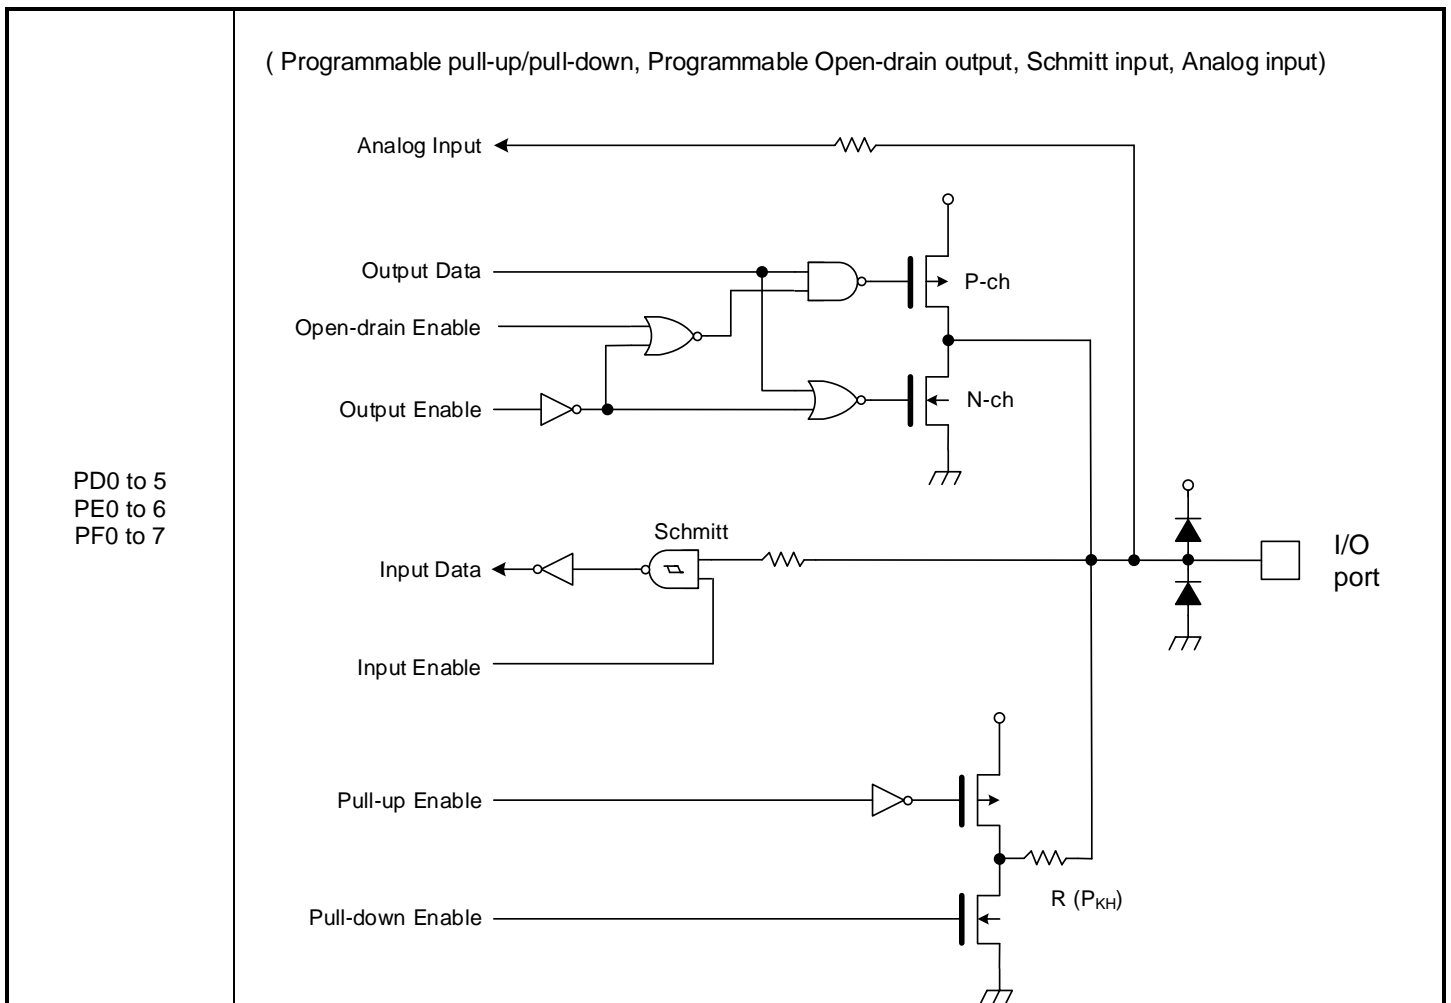 ( Programmable pull-up/pull-down, Programmable Open-drain output, Schmitt input, Analog input)
Analog Input
Output Data
P-ch
Open-drain Enable
Output Enable
N-ch
PD0 to 5
PE0 to 6
PF0 to 7
Schmitt
Input Data
I/O
port
Input Enable
Pull-up Enable
R (PKH)
Pull-down Enable